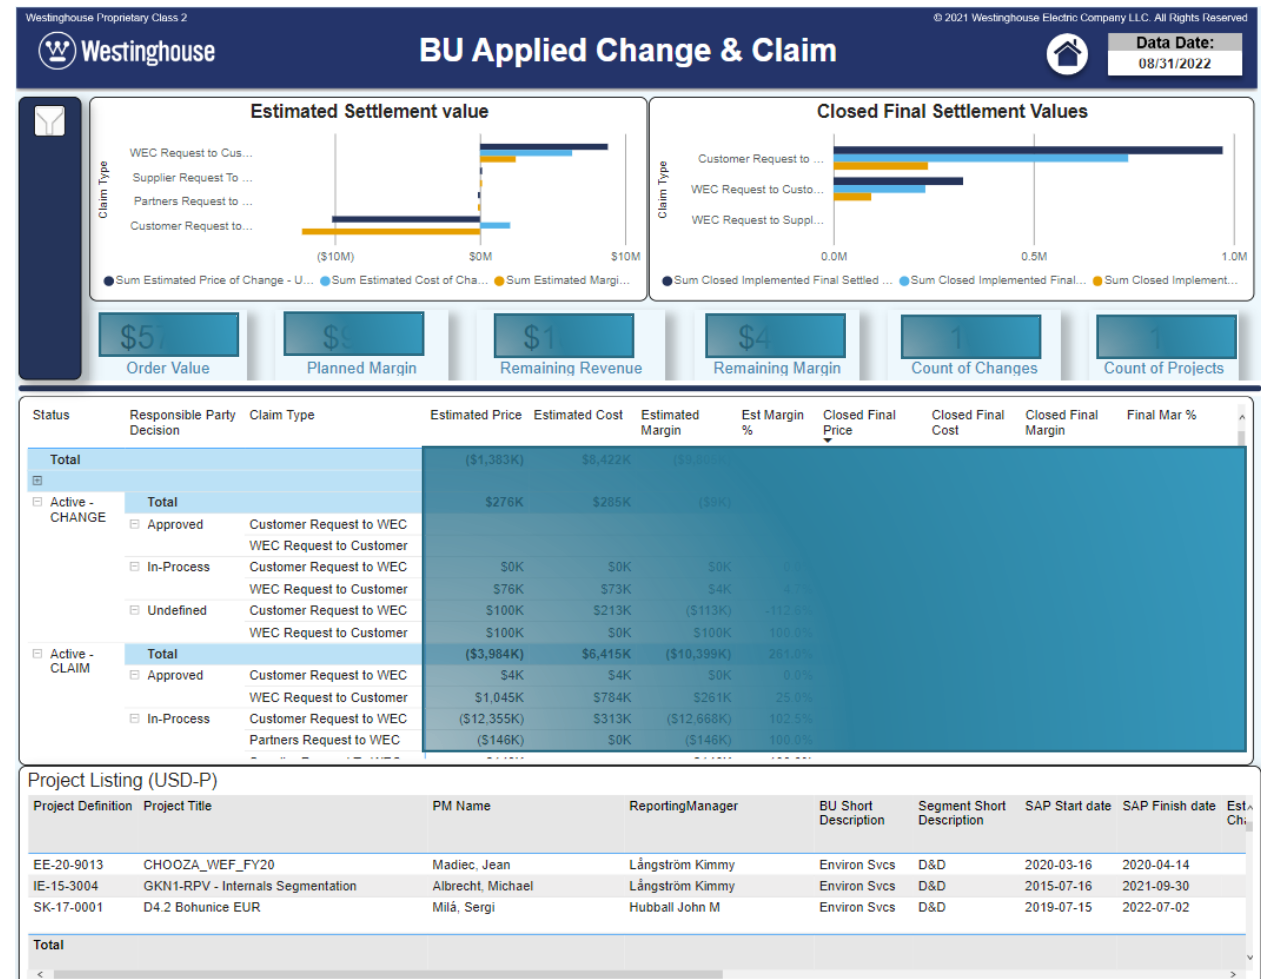 Westinghouse Proprietary Class 2
© 2021 Westinghouse Electric Company LLC. All Rights Reserved
W Westinghouse
BU Applied Change & Claim
Data Date:
08/31/2022
Estimated Settlement value
Claim Type
WEC Request to Cus...
Supplier Request To ...
Partners Request to ...
Customer Request to...
($10M) $0M $10M
Sum Estimated Price of Change - U... Sum Estimated Cost of Cha... Sum Estimated Margi...
Closed Final Settlement Values
Claim Type
Customer Request to ...
WEC Request to Custo...
WEC Request to Suppl...
0.0M 0.5M 1.0M
Sum Closed Implemented Final Settled ... Sum Closed Implemented Final... Sum Closed Implement...
Order Value
Planned Margin
Remaining Revenue
Remaining Margin
1
Count of Changes
1
Count of Projects
Status Responsible Party Decision Claim Type Estimated Price Estimated Cost Estimated Margin Est Margin % Closed Final Price Closed Final Cost Closed Final Margin Final Mar %
Total ($1,383K) $8,422K
Active - CHANGE Total $276K $285K ($9K)
Approved Customer Request to WEC
WEC Request to Customer
In-Process Customer Request to WEC $0K $0K $0K
WEC Request to Customer $76K $73K $4K
Undefined Customer Request to WEC $100K $213K ($113K) -112.6%
WEC Request to Customer $100K $0K $100K 100.0%
Active - CLAIM Total ($3,984K) $6,415K ($10,399K) 261.0%
Approved Customer Request to WEC $4K $4K $0K 0.0%
WEC Request to Customer $1,045K $784K $261K 25.0%
In-Process Customer Request to WEC ($12,355K) $313K ($12,668K) 102.5%
Partners Request to WEC ($146K) $0K ($146K) 100.0%
Project Listing (USD-P)
Project Definition Project Title PM Name ReportingManager BU Short Description Segment Short Description SAP Start date SAP Finish date Est
EE-20-9013 CHOOZA_WEF_FY20 Madiec, Jean Långström Kimmy Environ Svcs D&D 2020-03-16 2020-04-14
IE-15-3004 GKN1-RPV - Internals Segmentation Albrecht, Michael Långström Kimmy Environ Svcs D&D 2015-07-16 2021-09-30
SK-17-0001 D4.2 Bohunice EUR Milá, Sergi Hubball John M Environ Svcs D&D 2019-07-15 2022-07-02
Total